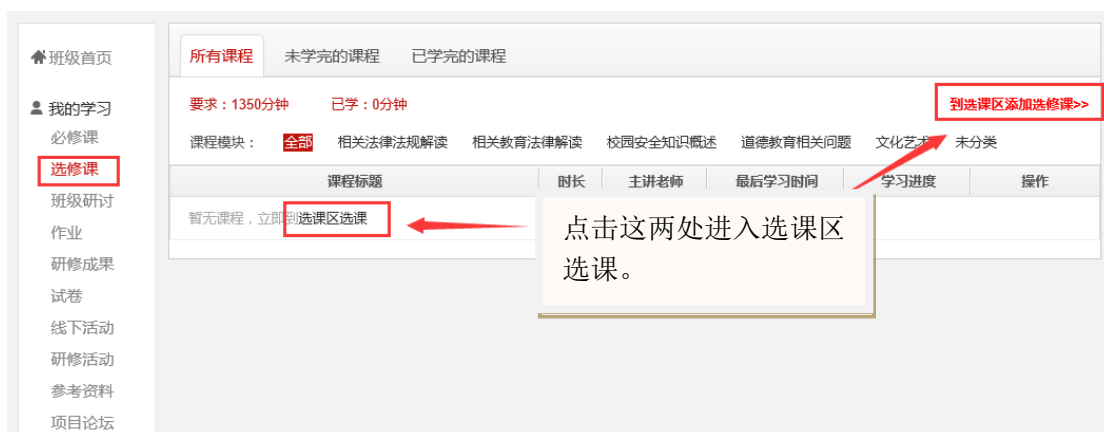 班级首页
我的学习
必修课
选修课
班级研讨
作业
研修成果
试卷
线下活动
研修活动
参考资料
项目论坛
所有课程 未学完的课程 已学完的课程
要求：1350分钟 已学：0分钟 到选课区添加选修课>>
课程模块： 全部 相关法律法规解读 相关教育法律解读 校园安全知识概述 道德教育相关问题 文化艺术 未分类
课程标题 时长 主讲老师 最后学习时间 学习进度 操作
暂无课程，立即到选课区选课
点击这两处进入选课区
选课。